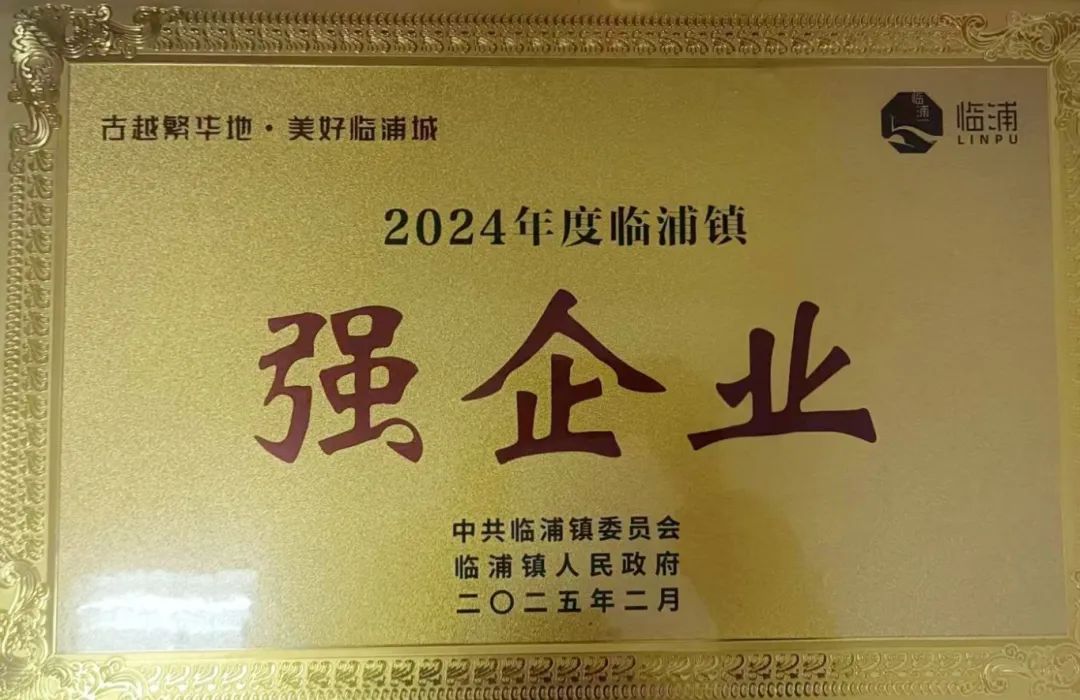 古越繁华地·美好临浦城
临浦
临浦
LINPU
2024年度临浦镇
强企业
中共临浦镇委员会
临浦镇人民政府
二〇二五年二月